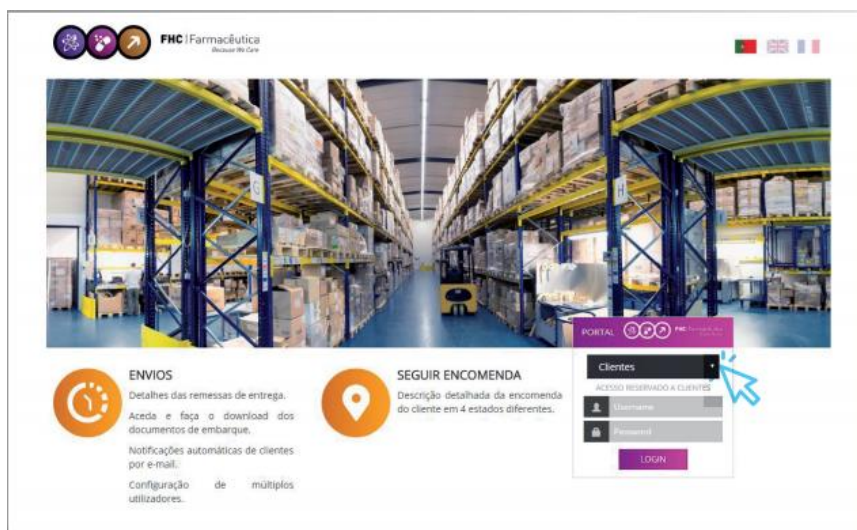 FHC | Farmacêutica
Because We Care
G
H
PORTAL
Clientes
ACESSO RESERVADO A CLIENTES
Username
Password
LOGIN
ENVIOS
Detalhes das remessas de entrega.
Aceda e faça o download dos
documentos de embarque.
Notificações automáticas de clientes
por e-mail.
Configuração de múltiplos
utilizadores.
SEGUIR ENCOMENDA
Descrição detalhada da encomenda
do cliente em 4 estados diferentes.